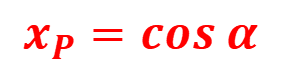 x_P = cos α